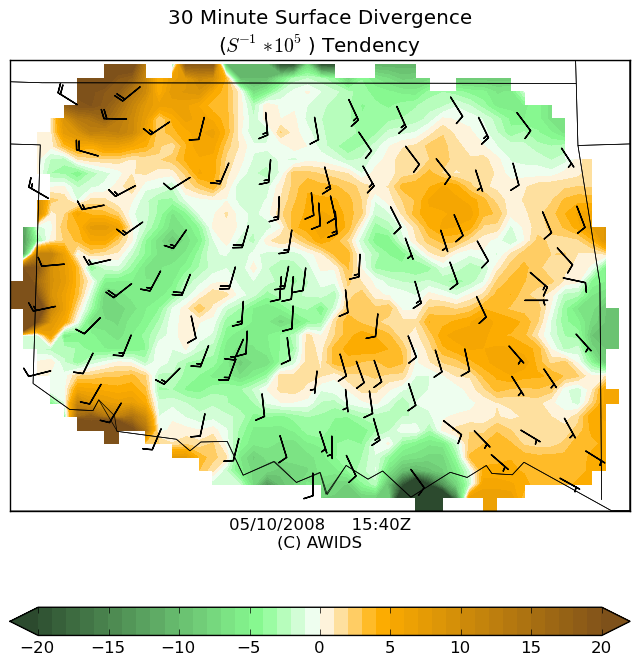 30 Minute Surface Divergence
(S⁻¹ *10⁵ ) Tendency
05/10/2008 15:40Z
(C) AWIDS
−20 −15 −10 −5 0 5 10 15 20